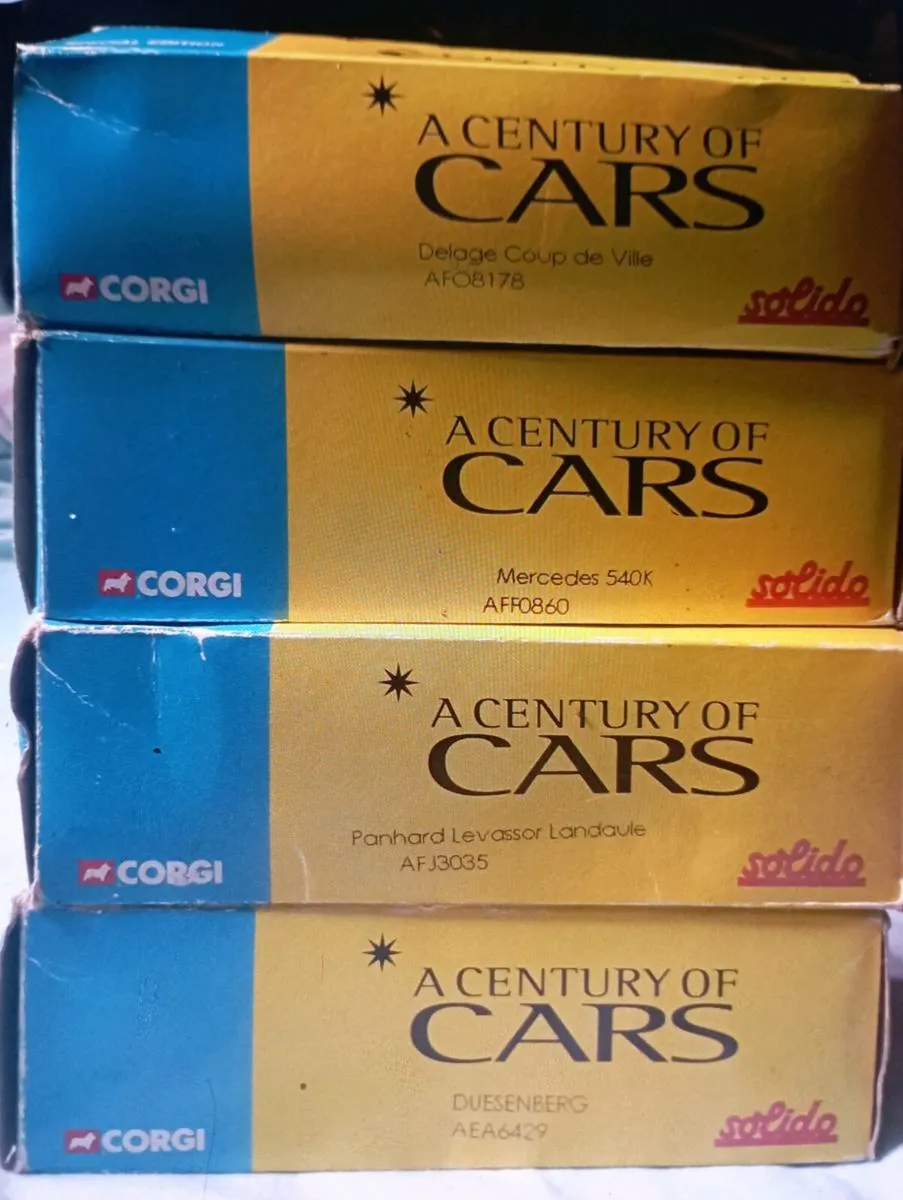 A CENTURY OF
CARS
Delage Coup de Ville
AFO8178
CORGI
solido
A CENTURY OF
CARS
Mercedes 540K
AFF0860
CORGI
solido
A CENTURY OF
CARS
Panhard Levassor Landaule
AFJ3035
CORGI
solido
A CENTURY OF
CARS
DUESENBERG
AEA6429
CORGI
solido